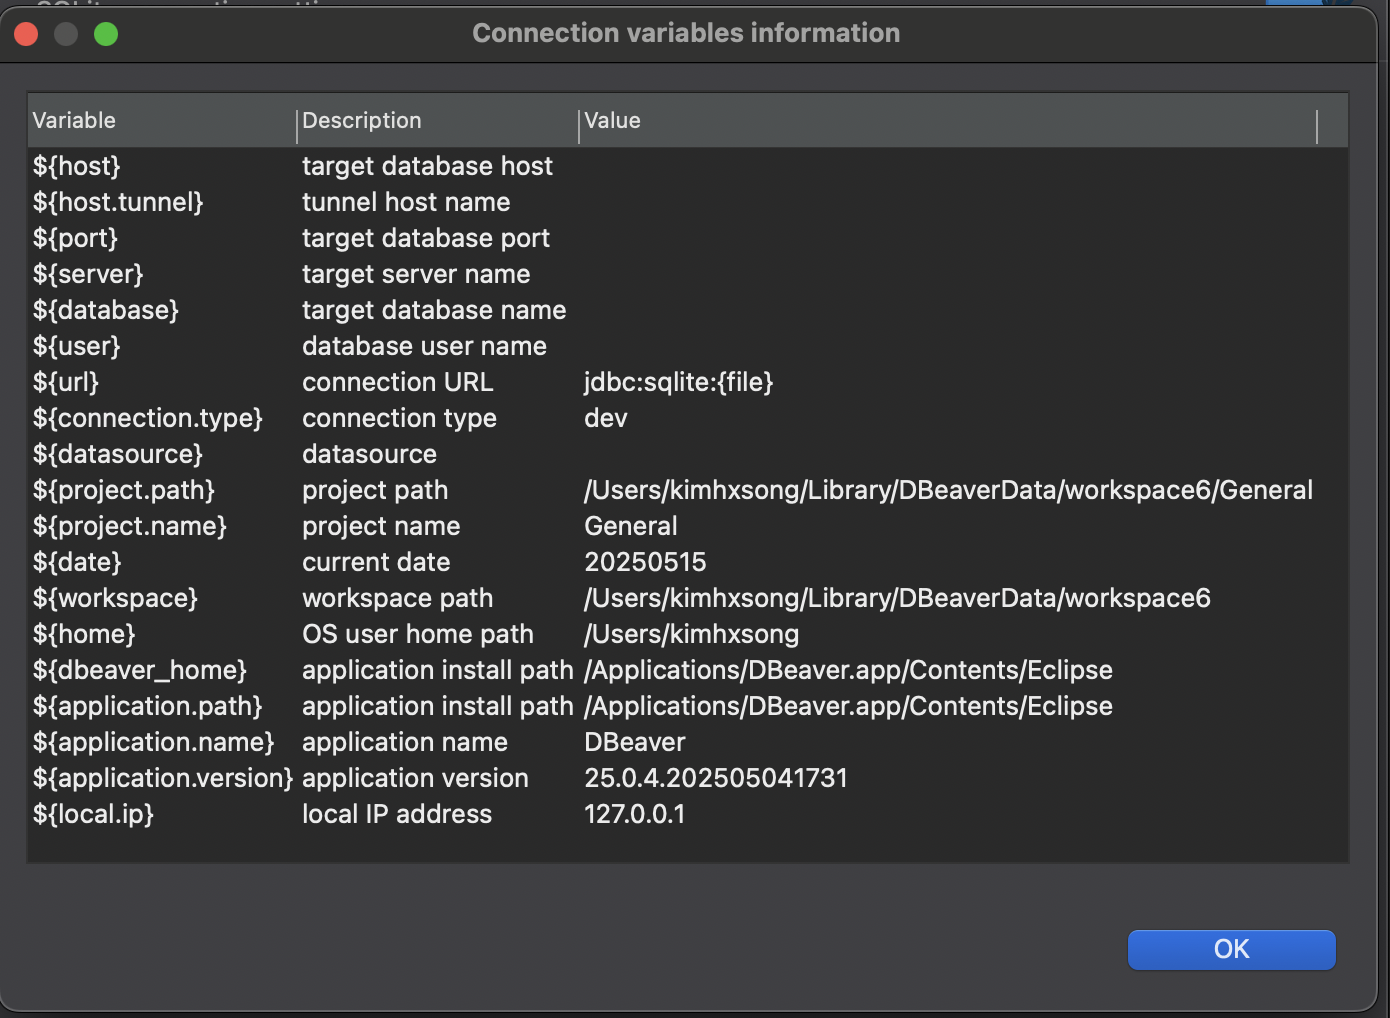 Connection variables information
Variable Description Value
${host} target database host
${host.tunnel} tunnel host name
${port} target database port
${server} target server name
${database} target database name
${user} database user name
${url} connection URL jdbc:sqlite:{file}
${connection.type} connection type dev
${datasource} datasource
${project.path} project path /Users/kimhxsong/Library/DBeaverData/workspace6/General
${project.name} project name General
${date} current date 20250515
${workspace} workspace path /Users/kimhxsong/Library/DBeaverData/workspace6
${home} OS user home path /Users/kimhxsong
${dbeaver_home} application install path /Applications/DBeaver.app/Contents/Eclipse
${application.path} application install path /Applications/DBeaver.app/Contents/Eclipse
${application.name} application name DBeaver
${application.version} application version 25.0.4.202505041731
${local.ip} local IP address 127.0.0.1
OK